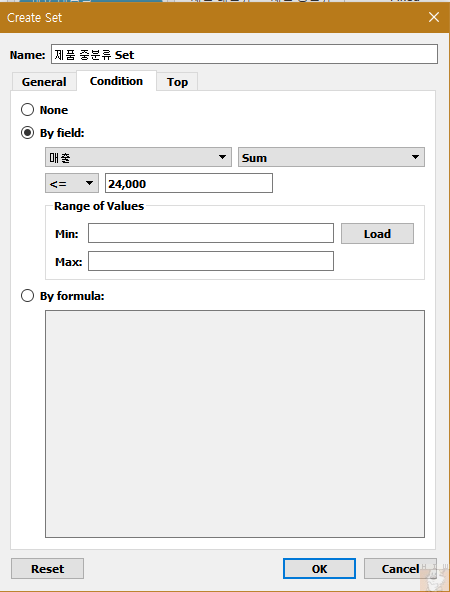 Create Set
Name: 제품 중분류 Set
General Condition Top
None
By field:
매출 Sum
<= 24,000
Range of Values
Min: Load
Max:
By formula:
Reset OK Cancel